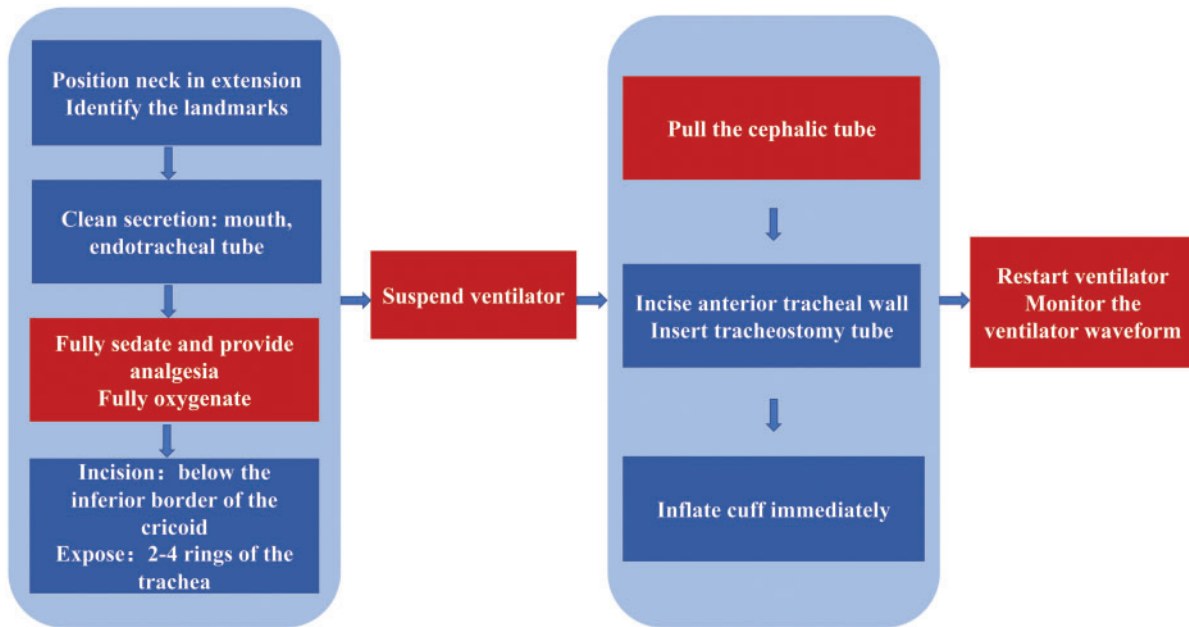 Position neck in extension
Identify the landmarks
Clean secretion: mouth,
endotracheal tube
Fully sedate and provide
analgesia
Fully oxygenate
Incision：below the
inferior border of the
cricoid
Expose：2-4 rings of the
trachea
Suspend ventilator
Pull the cephalic tube
Incise anterior tracheal wall
Insert tracheostomy tube
Inflate cuff immediately
Restart ventilator
Monitor the
ventilator waveform